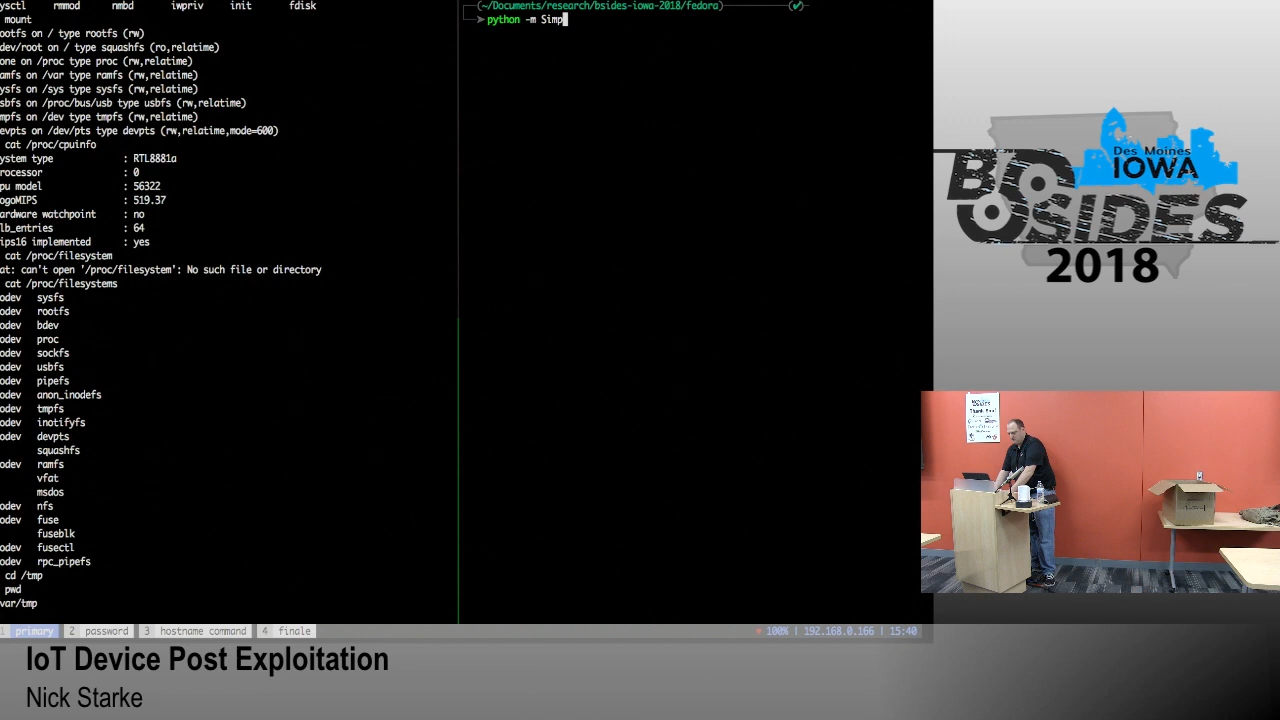 ysctl rmmod nmbd iwpriv init fdisk
mount
ootfs on / type rootfs (rw)
dev/root on / type squashfs (ro,relatime)
one on /proc type proc (rw,relatime)
amfs on /var type ramfs (rw,relatime)
ysfs on /sys type sysfs (rw,relatime)
sbfs on /proc/bus/usb type usbfs (rw,relatime)
mpfs on /dev type tmpfs (rw,relatime)
evpts on /dev/pts type devpts (rw,relatime,mode=600)
cat /proc/cpuinfo
ystem type : RTL8881a
rocessor : 0
pu model : 56322
ogoMIPS : 519.37
ardware watchpoint : no
lb_entries : 64
ips16 implemented : yes
cat /proc/filesystem
at: can't open '/proc/filesystem': No such file or directory
cat /proc/filesystems
odev sysfs
odev rootfs
odev bdev
odev proc
odev sockfs
odev usbfs
odev pipefs
odev anon_inodefs
odev tmpfs
odev inotifyfs
odev devpts
squashfs
odev ramfs
vfat
msdos
odev nfs
odev fuse
fuseblk
odev fusectl
odev rpc_pipefs
cd /tmp
pwd
var/tmp
(~/Documents/research/bsides-iowa-2018/fedora) (✔)
➤ python -m Simp
1 primary 2 password 3 hostname command 4 finale ♥ 100% | 192.168.0.166 | 15:40
Des Moines
IOWA
BSIDES
2018
Thank You!
IoT Device Post Exploitation
Nick Starke